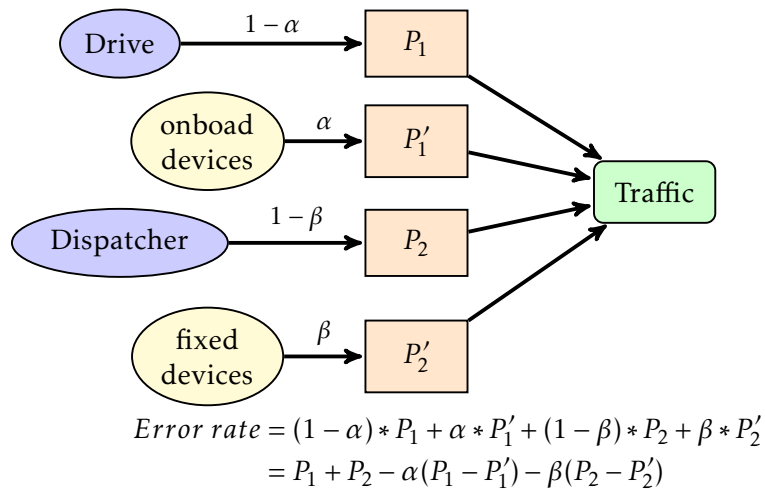 Drive
1 − α
P₁
onboad
devices
α
P₁′
Traffic
Dispatcher
1 − β
P₂
fixed
devices
β
P₂′
Error rate = (1 − α) ∗ P₁ + α ∗ P₁′ + (1 − β) ∗ P₂ + β ∗ P₂′
= P₁ + P₂ − α(P₁ − P₁′) − β(P₂ − P₂′)